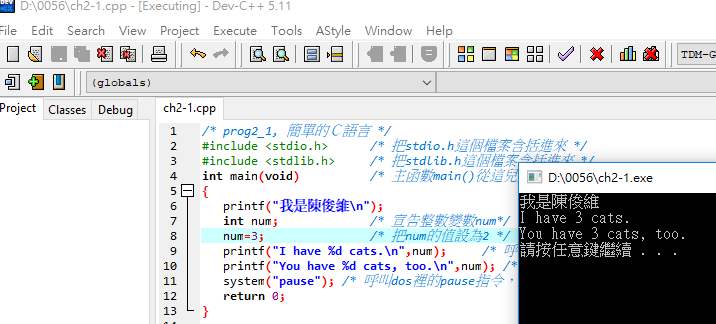 D:\0056\ch2-1.cpp - [Executing] - Dev-C++ 5.11
File Edit Search View Project Execute Tools AStyle Window Help
TDM-G
(globals)
Project Classes Debug
ch2-1.cpp
1 /* prog2_1, 簡單的Ｃ語言 */
2 #include <stdio.h> /* 把stdio.h這個檔案含括進來 */
3 #include <stdlib.h> /* 把stdlib.h這個檔案含括進來 */
4 int main(void) /* 主函數main()從這兒
5 {
6 printf("我是陳俊維\n");
7 int num; /* 宣告整數變數num*/
8 num=3; /* 把num的值設為2 */
9 printf("I have %d cats.\n",num); /* 呼
10 printf("You have %d cats, too.\n",num); /*
11 system("pause"); /* 呼叫dos裡的pause指令，
12 return 0;
13 }
D:\0056\ch2-1.exe
我是陳俊維
I have 3 cats.
You have 3 cats, too.
請按任意鍵繼續 . . .